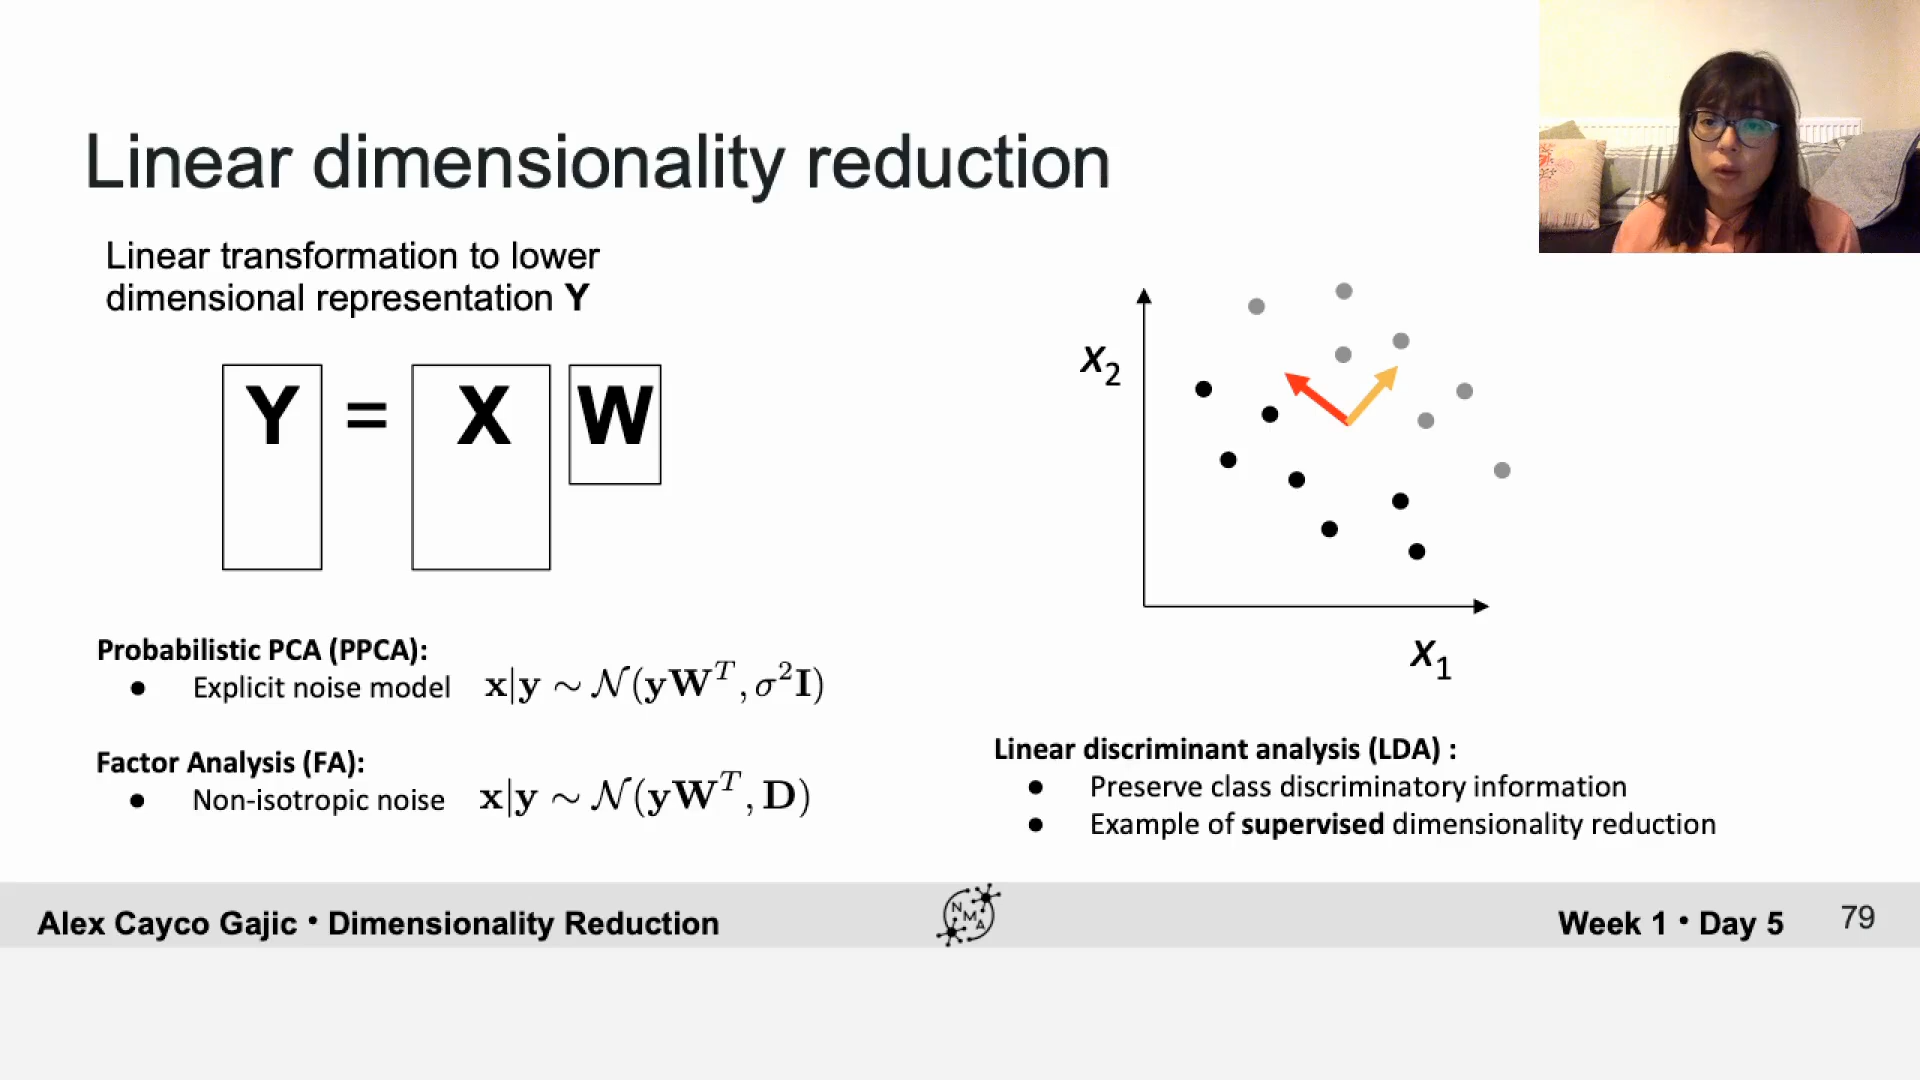 Linear dimensionality reduction
Linear transformation to lower
dimensional representation Y
Y = X W
Probabilistic PCA (PPCA):
● Explicit noise model x|y ∼ 𝒩(yWᵀ, σ²I)
Factor Analysis (FA):
● Non-isotropic noise x|y ∼ 𝒩(yWᵀ, D)
x₂
x₁
Linear discriminant analysis (LDA) :
● Preserve class discriminatory information
● Example of supervised dimensionality reduction
Alex Cayco Gajic • Dimensionality Reduction
N
M
A
Week 1 • Day 5
79